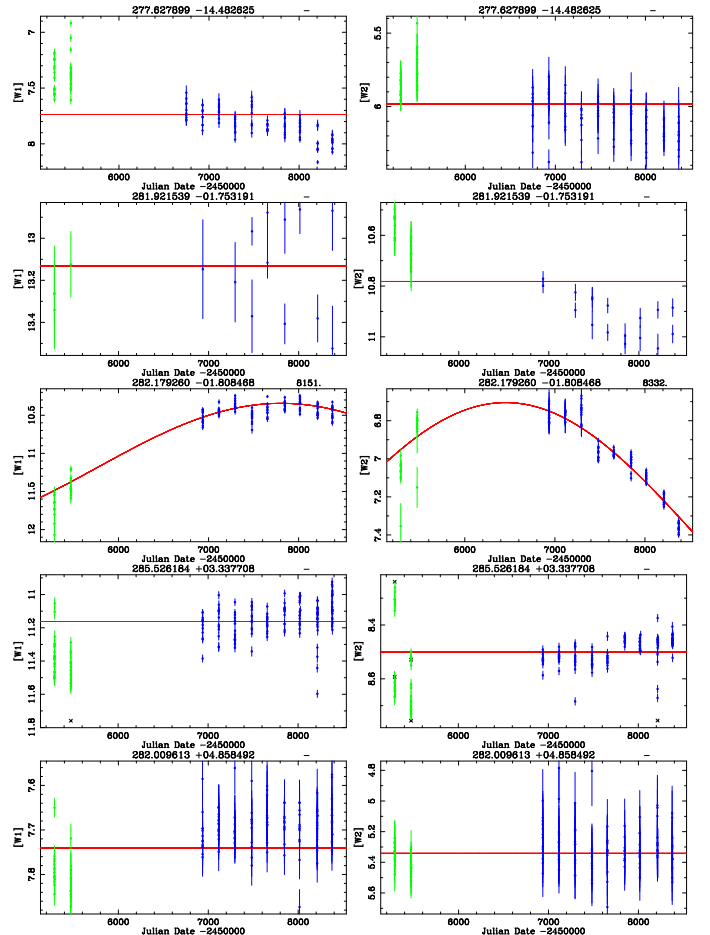 277.627899 −14.482625 − 277.627899 −14.482625 −
7 7.5 8 [W1] 5.5 6 [W2]
6000 7000 8000 6000 7000 8000
Julian Date −2450000 Julian Date −2450000
281.921539 −01.753191 − 281.921539 −01.753191 −
13 13.2 13.4 [W1] 10.6 10.8 11 [W2]
6000 7000 8000 6000 7000 8000
Julian Date −2450000 Julian Date −2450000
282.179260 −01.808468 8151. 282.179260 −01.808468 8332.
10.5 11 11.5 12 [W1] 6.8 7 7.2 7.4 [W2]
6000 7000 8000 6000 7000 8000
Julian Date −2450000 Julian Date −2450000
285.526184 +03.337708 − 285.526184 +03.337708 −
11 11.2 11.4 11.6 11.8 [W1] 8.4 8.6 [W2]
6000 7000 8000 6000 7000 8000
Julian Date −2450000 Julian Date −2450000
282.009613 +04.858492 − 282.009613 +04.858492 −
7.6 7.7 7.8 [W1] 4.8 5 5.2 5.4 5.6 [W2]
6000 7000 8000 6000 7000 8000
Julian Date −2450000 Julian Date −2450000